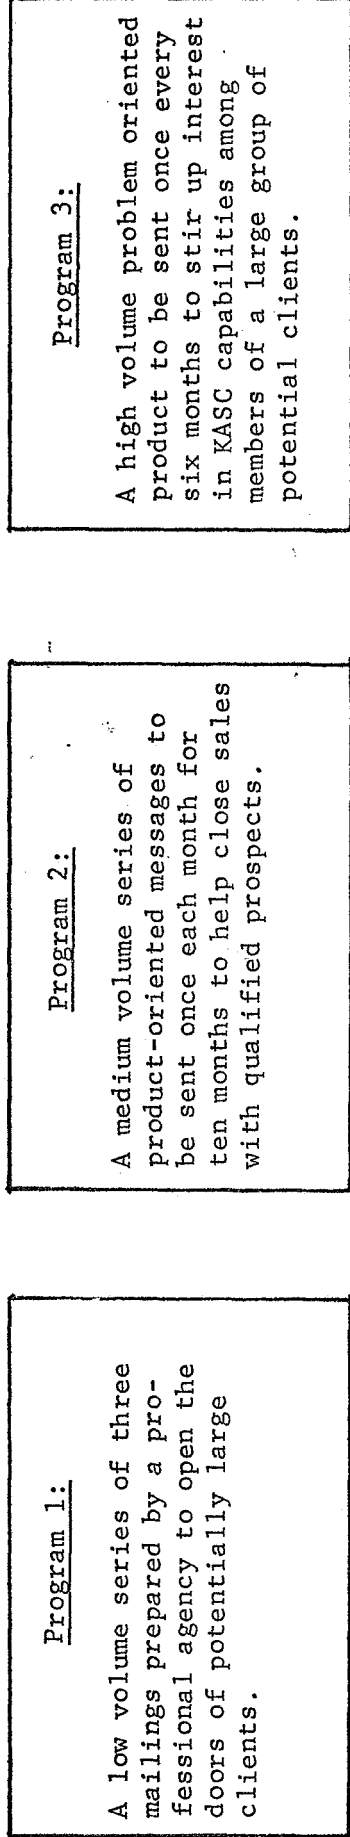 Program 1:
A low volume series of three
mailings prepared by a pro-
fessional agency to open the
doors of potentially large
clients.
Program 2:
A medium volume series of
product-oriented messages to
be sent once each month for
ten months to help close sales
with qualified prospects.
Program 3:
A high volume problem oriented
product to be sent once every
six months to stir up interest
in KASC capabilities among
members of a large group of
potential clients.